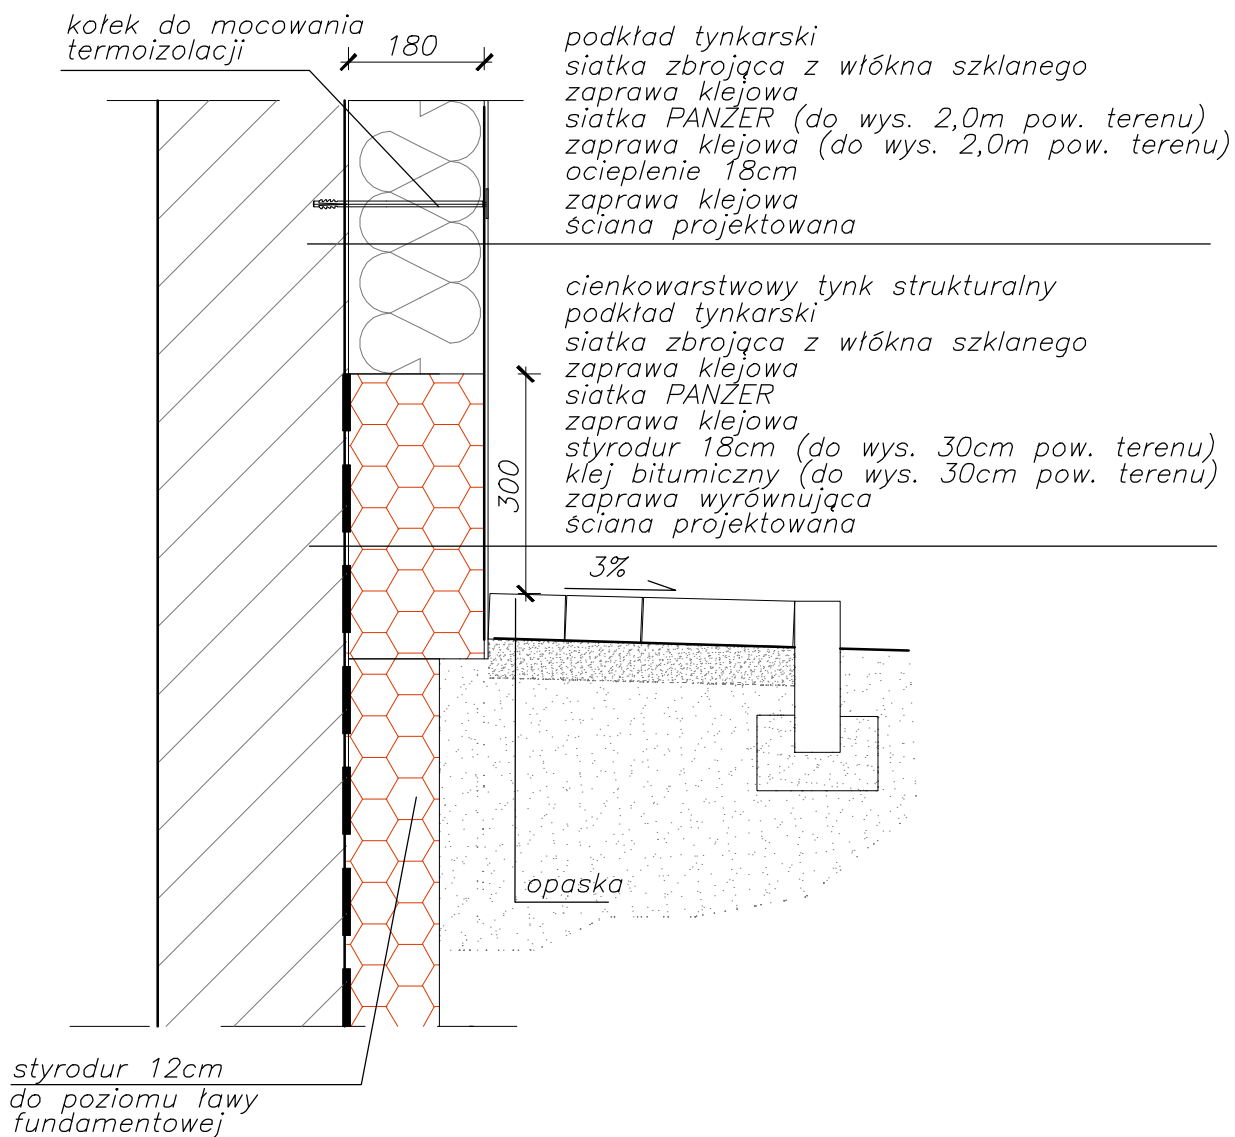 kołek do mocowania
termoizolacji
180
podkład tynkarski
siatka zbrojąca z włókna szklanego
zaprawa klejowa
siatka PANZER (do wys. 2,0m pow. terenu)
zaprawa klejowa (do wys. 2,0m pow. terenu)
ocieplenie 18cm
zaprawa klejowa
ściana projektowana
cienkowarstwowy tynk strukturalny
podkład tynkarski
siatka zbrojąca z włókna szklanego
zaprawa klejowa
siatka PANZER
zaprawa klejowa
styrodur 18cm (do wys. 30cm pow. terenu)
klej bitumiczny (do wys. 30cm pow. terenu)
zaprawa wyrównująca
ściana projektowana
300
3%
opaska
styrodur 12cm
do poziomu ławy
fundamentowej